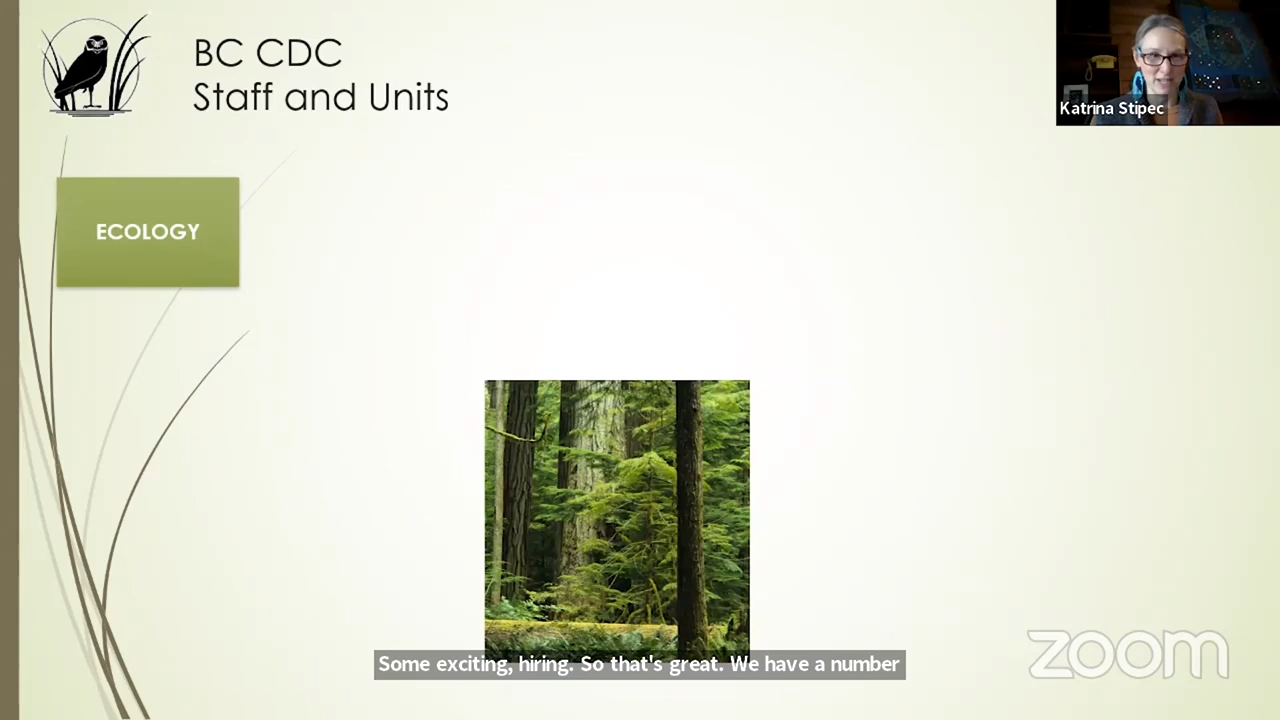 BC CDC
Staff and Units
Katrina Stipec
ECOLOGY
Some exciting, hiring. So that's great. We have a number
zoom